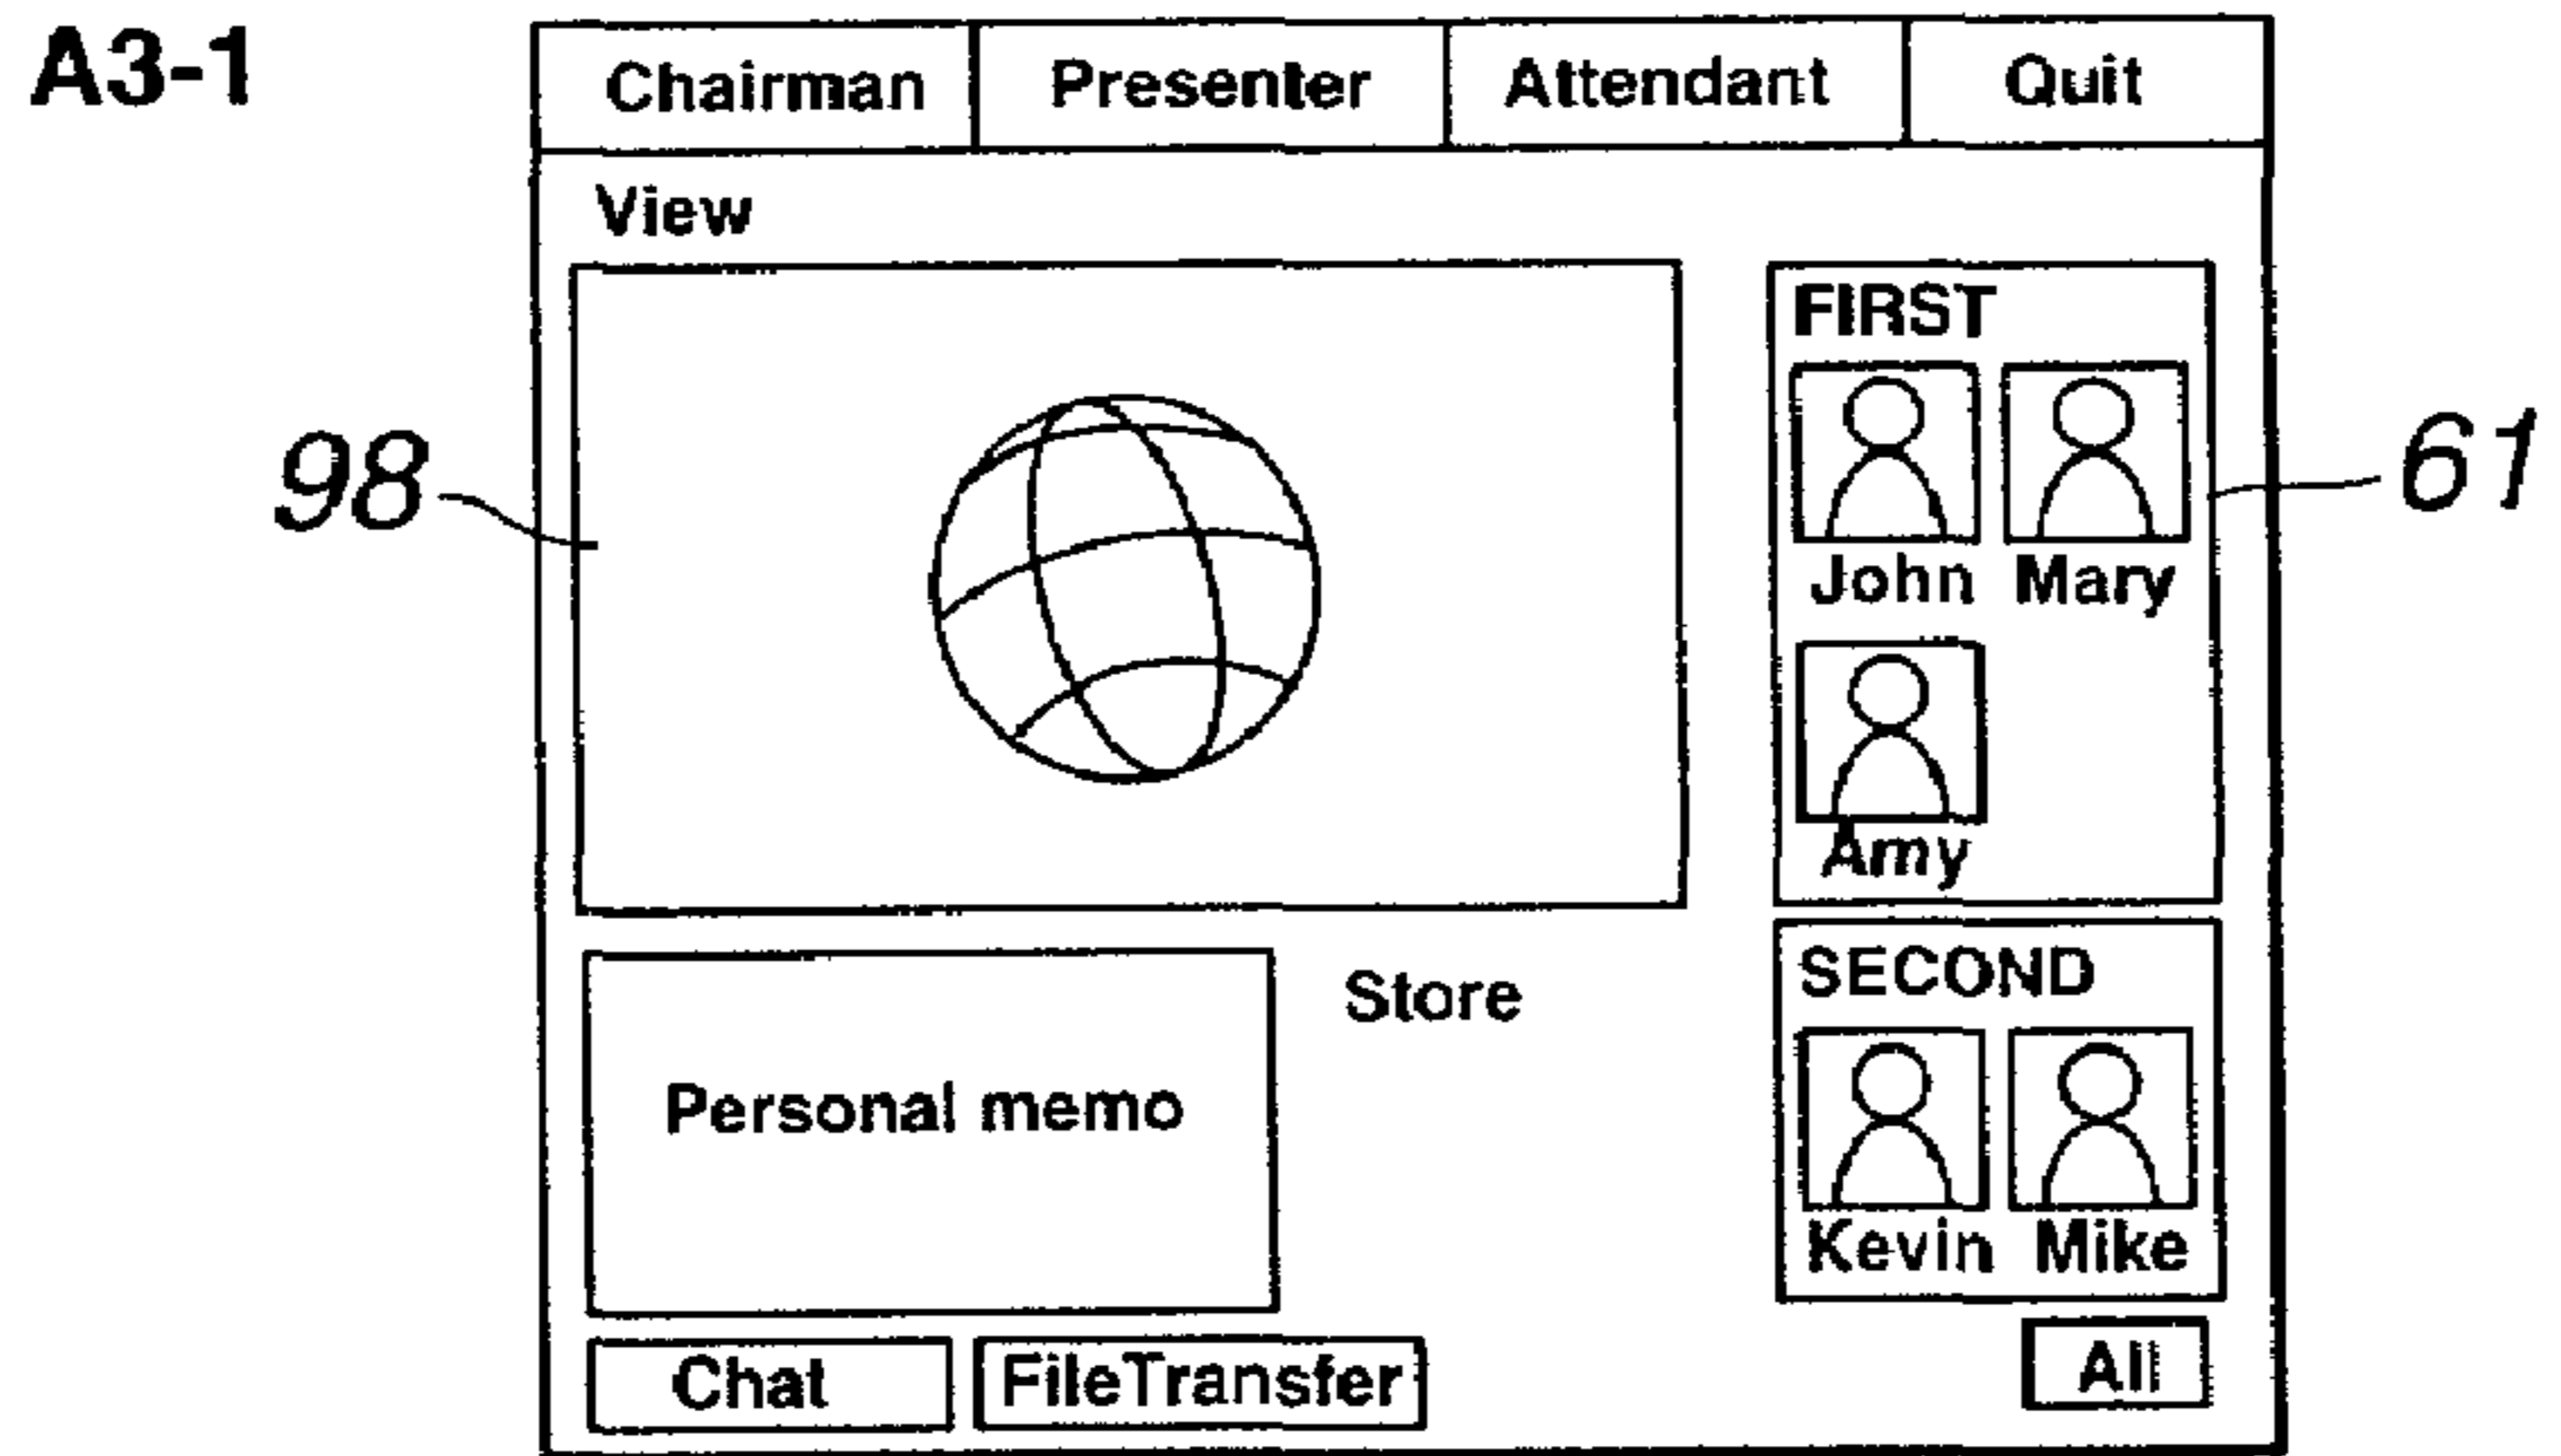 A3-1
Chairman Presenter Attendant Quit
View
98
FIRST
61
John Mary
Amy
SECOND
Store
Personal memo
Kevin Mike
Chat FileTransfer All